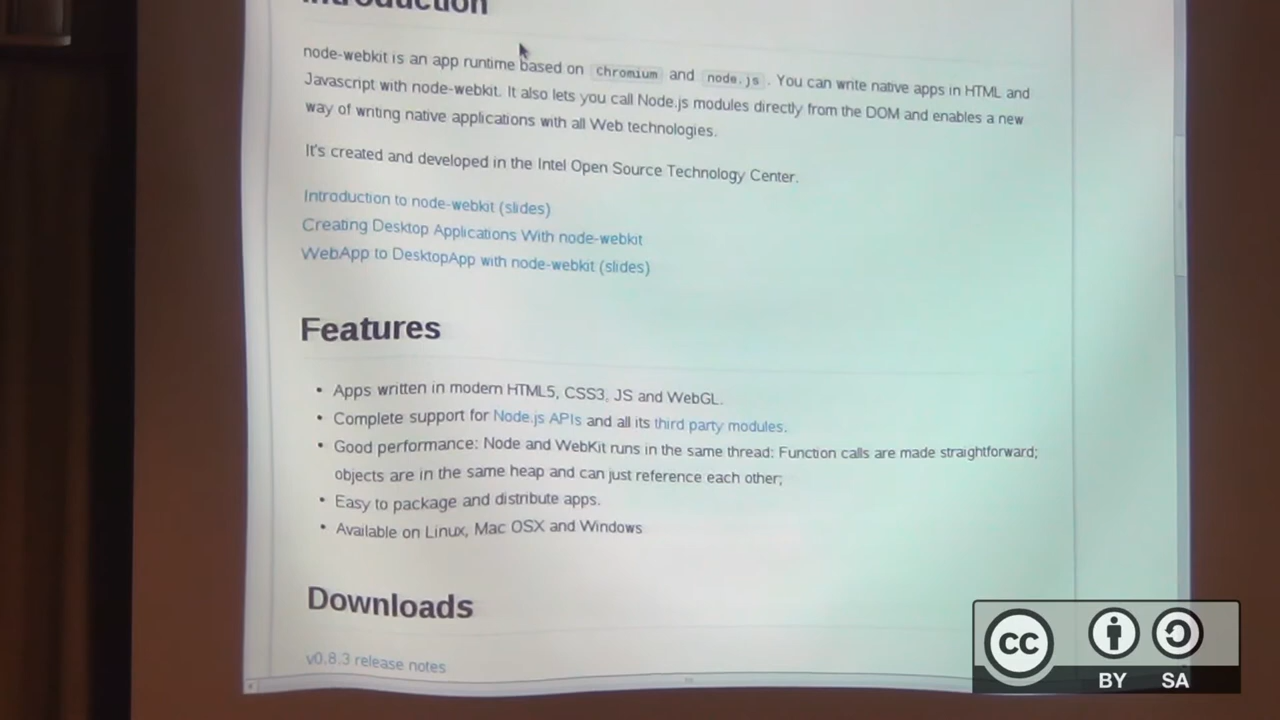 Introduction
node-webkit is an app runtime based on chromium and node.js. You can write native apps in HTML and
Javascript with node-webkit. It also lets you call Node.js modules directly from the DOM and enables a new
way of writing native applications with all Web technologies.
It's created and developed in the Intel Open Source Technology Center.
Introduction to node-webkit (slides)
Creating Desktop Applications With node-webkit
WebApp to DesktopApp with node-webkit (slides)
Features
• Apps written in modern HTML5, CSS3, JS and WebGL.
• Complete support for Node.js APIs and all its third party modules.
• Good performance: Node and WebKit runs in the same thread: Function calls are made straightforward;
objects are in the same heap and can just reference each other;
• Easy to package and distribute apps.
• Available on Linux, Mac OSX and Windows
Downloads
v0.8.3 release notes
cc
BY SA